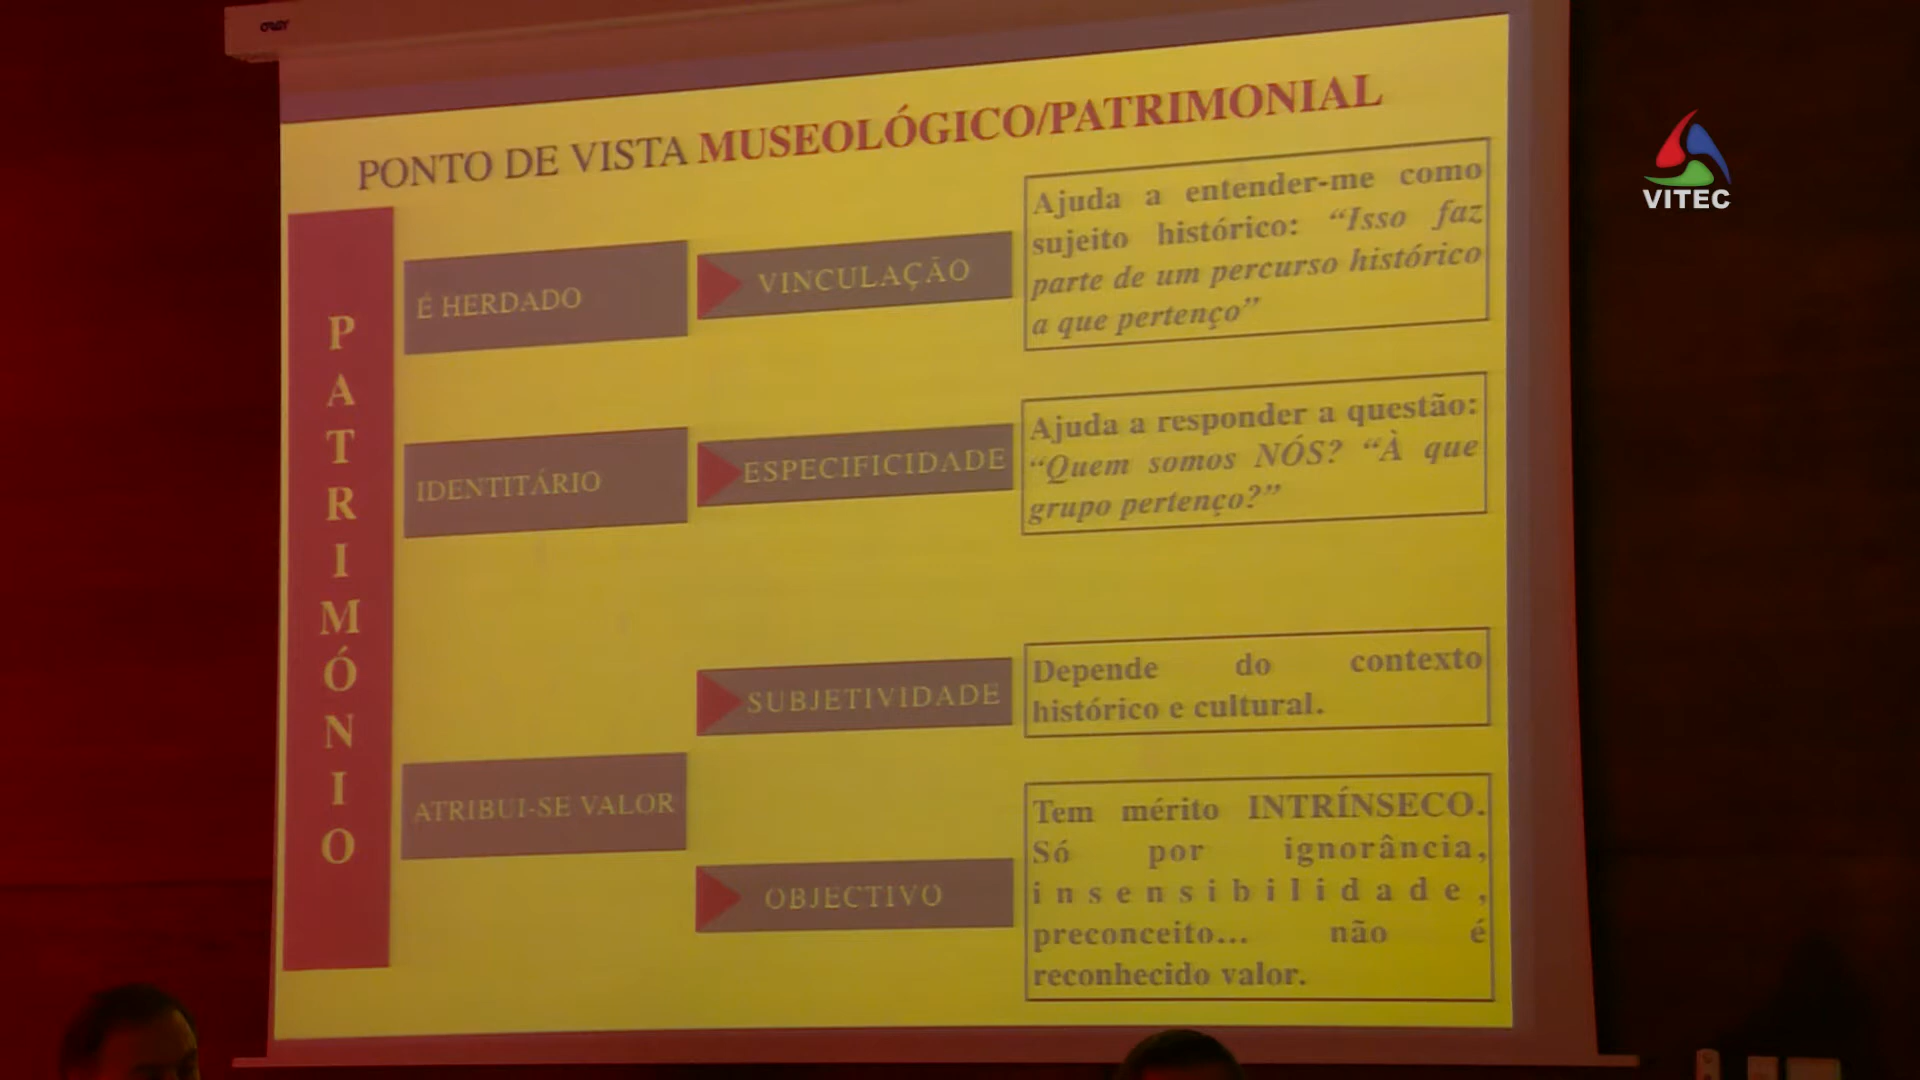 PONTO DE VISTA MUSEOLÓGICO/PATRIMONIAL
PATRIMÓNIO
É HERDADO
VINCULAÇÃO
Ajuda a entender-me como
sujeito histórico: “Isso faz
parte de um percurso histórico
a que pertenço”
IDENTITÁRIO
ESPECIFICIDADE
Ajuda a responder a questão:
“Quem somos NÓS? “À que
grupo pertenço?”
ATRIBUI-SE VALOR
SUBJETIVIDADE
Depende do contexto
histórico e cultural.
OBJECTIVO
Tem mérito INTRÍNSECO.
Só por ignorância,
insensibilidade,
preconceito... não é
reconhecido valor.
VITEC